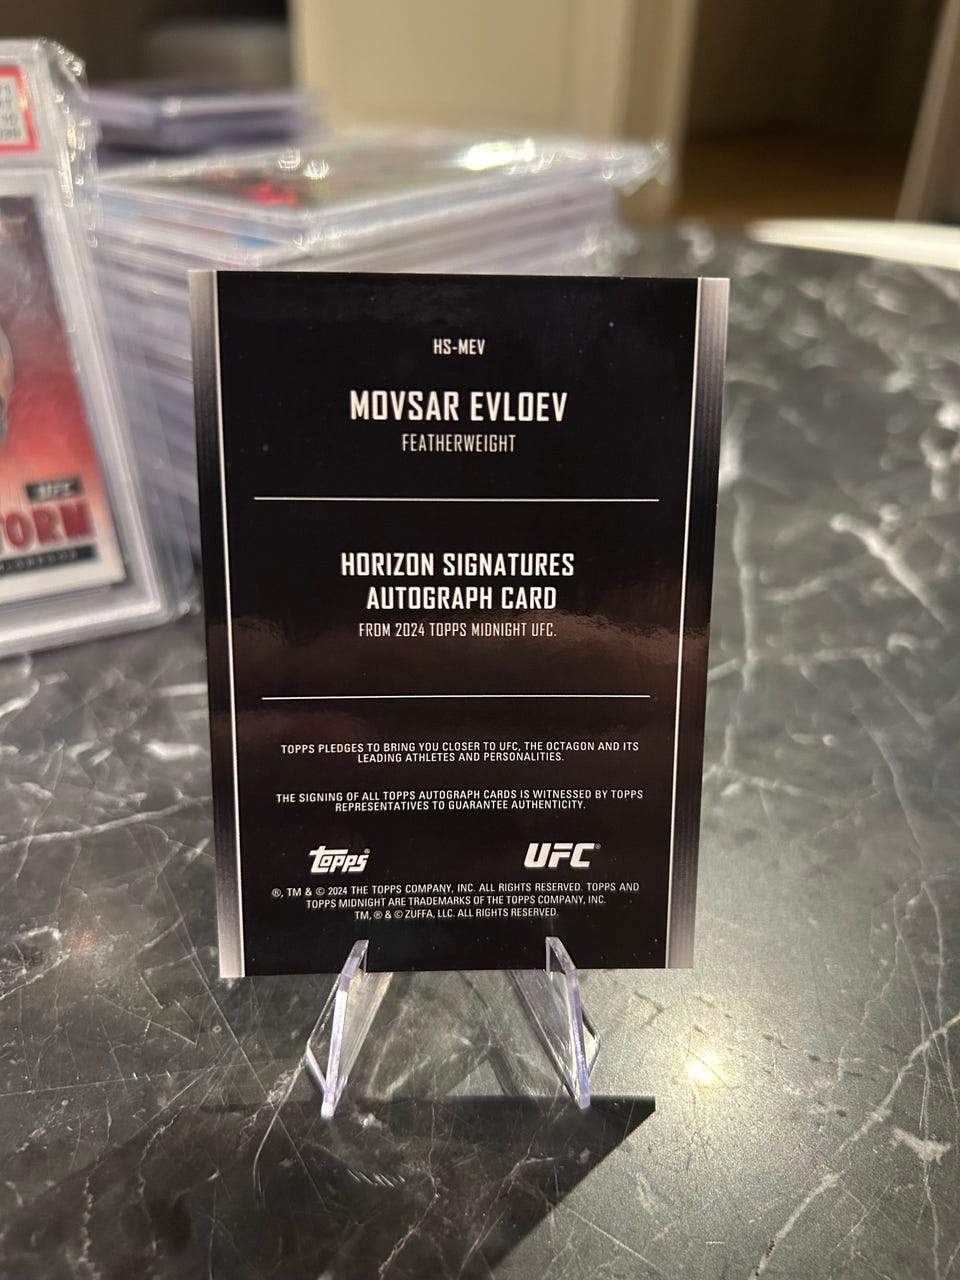 HS-MEV
MOVSAR EVLOEV
FEATHERWEIGHT
HORIZON SIGNATURES
AUTOGRAPH CARD
FROM 2024 TOPPS MIDNIGHT UFC.
TOPPS PLEDGES TO BRING YOU CLOSER TO UFC, THE OCTAGON AND ITS
LEADING ATHLETES AND PERSONALITIES.
THE SIGNING OF ALL TOPPS AUTOGRAPH CARDS IS WITNESSED BY TOPPS
REPRESENTATIVES TO GUARANTEE AUTHENTICITY.
Topps® UFC®
®, TM & © 2024 THE TOPPS COMPANY, INC. ALL RIGHTS RESERVED. TOPPS AND
TOPPS MIDNIGHT ARE TRADEMARKS OF THE TOPPS COMPANY, INC.
TM, ® & © ZUFFA, LLC. ALL RIGHTS RESERVED.
UFC
TORM